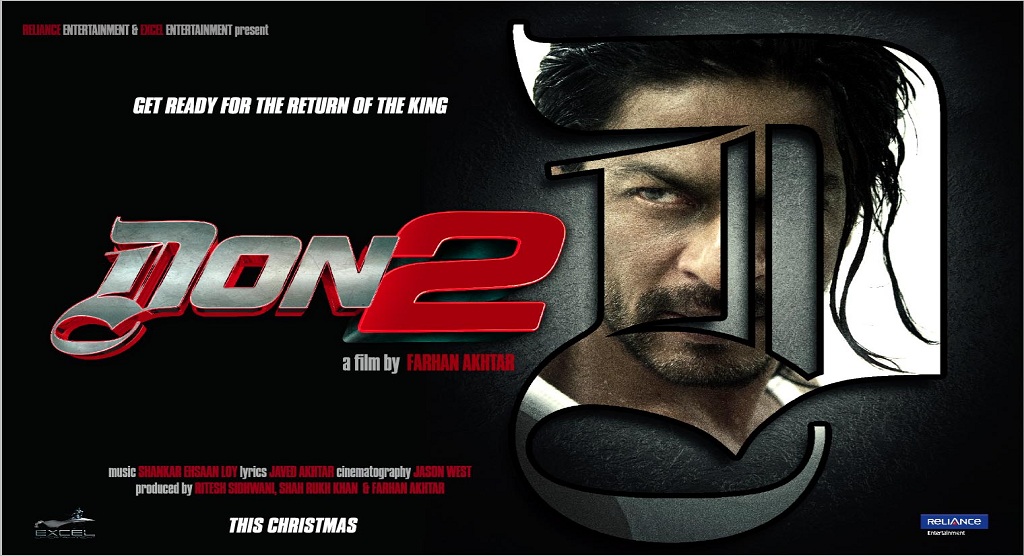 RELIANCE ENTERTAINMENT & EXCEL ENTERTAINMENT present
GET READY FOR THE RETURN OF THE KING
DON 2
a film by FARHAN AKHTAR
music SHANKAR EHSAAN LOY lyrics JAVED AKHTAR cinematography JASON WEST
produced by RITESH SIDHWANI, SHAH RUKH KHAN & FARHAN AKHTAR
THIS CHRISTMAS
EXCEL
RELIANCE
Entertainment